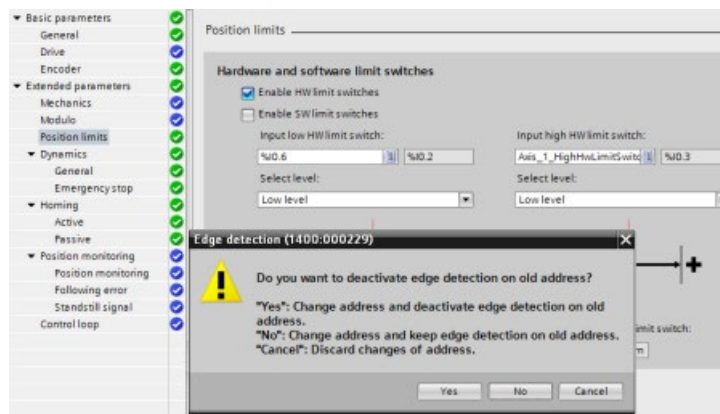 Basic parameters
General
Drive
Encoder
Extended parameters
Mechanics
Modulo
Position limits
Dynamics
General
Emergency stop
Homing
Active
Passive
Position monitoring
Position monitoring
Following error
Standstill signal
Control loop
Position limits
Hardware and software limit switches
Enable HW limit switches
Enable SW limit switches
Input low HW limit switch:
Input high HW limit switch:
%I0.6
%I0.2
Axis_1_HighHwLimitSwitc
%I0.3
Select level:
Select level:
Low level
Low level
Edge detection (1400:000229)
Do you want to deactivate edge detection on old address?
"Yes": Change address and deactivate edge detection on old
address.
"No": Change address and keep edge detection on old address.
"Cancel": Discard changes of address.
Yes
No
Cancel
limit switch: